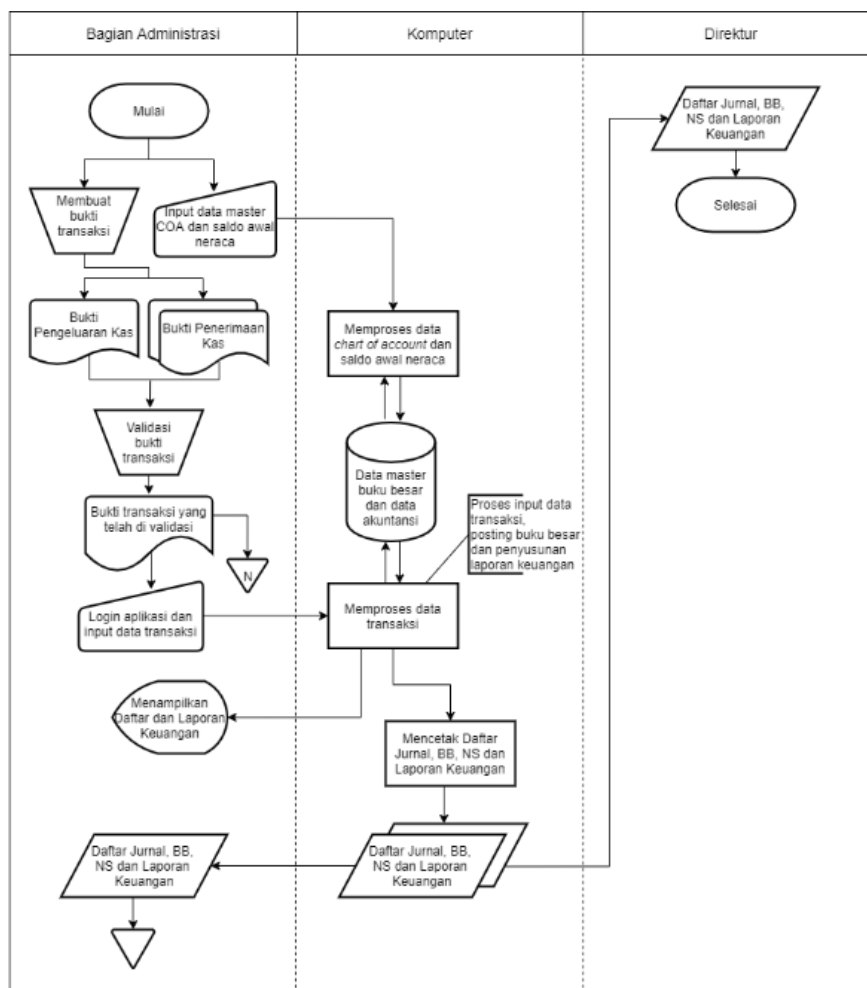 Bagian Administrasi
Komputer
Direktur
Mulai
Membuat
bukti
transaksi
Input data master
COA dan saldo awal
neraca
Bukti
Pengeluaran Kas
Bukti Penerimaan
Kas
Validasi
bukti
transaksi
Bukti transaksi yang
telah di validasi
N
Login aplikasi dan
input data transaksi
Menampilkan
Daftar dan Laporan
Keuangan
Daftar Jurnal, BB,
NS dan Laporan
Keuangan
Memproses data
chart of account dan
saldo awal neraca
Data master
buku besar
dan data
akuntansi
Proses input data
transaksi,
posting buku besar
dan penyusunan
laporan keuangan
Memproses data
transaksi
Mencetak Daftar
Jurnal, BB, NS dan
Laporan Keuangan
Daftar Jurnal, BB,
NS dan Laporan
Keuangan
Daftar Jurnal, BB,
NS dan Laporan
Keuangan
Selesai